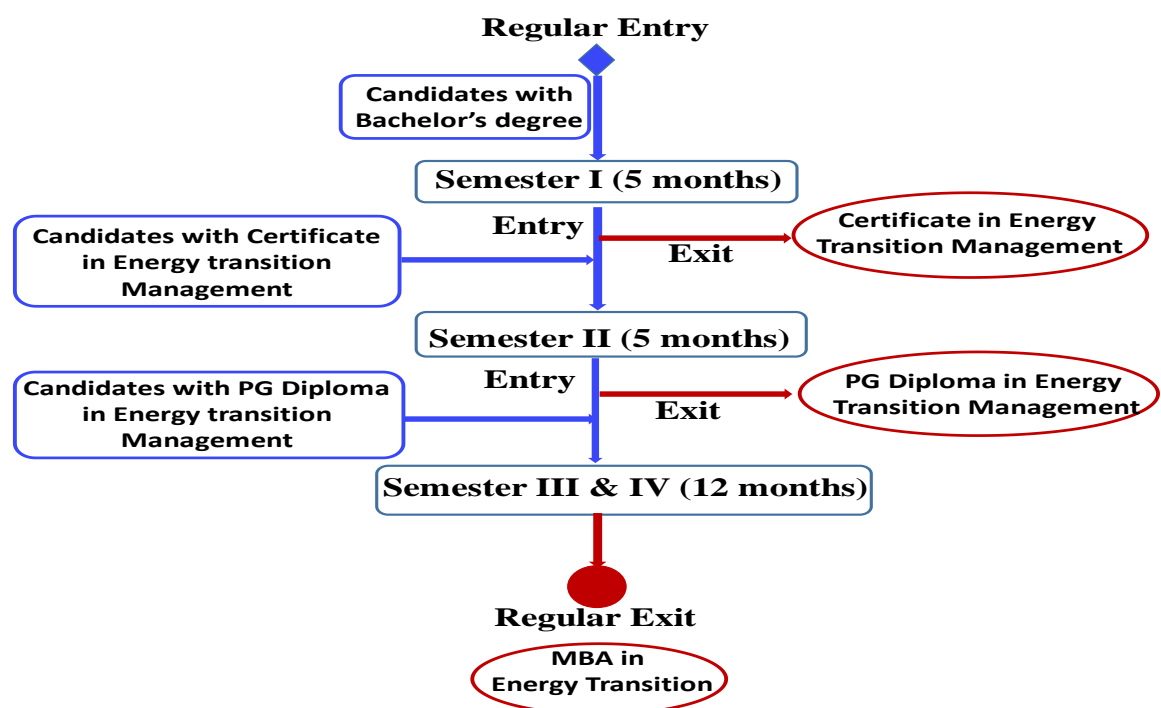 Regular Entry
Candidates with
Bachelor’s degree
Semester I (5 months)
Entry
Candidates with Certificate
in Energy transition
Management
Exit
Certificate in Energy
Transition Management
Semester II (5 months)
Entry
Candidates with PG Diploma
in Energy transition
Management
Exit
PG Diploma in Energy
Transition Management
Semester III & IV (12 months)
Regular Exit
MBA in
Energy Transition